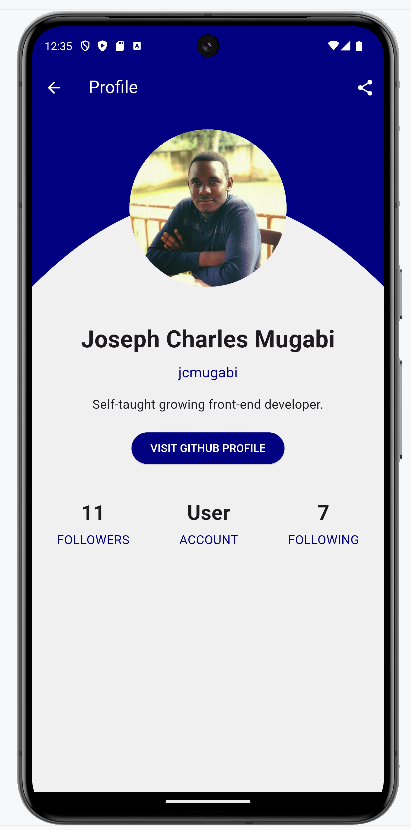 12:35
Profile
Joseph Charles Mugabi
jcmugabi
Self-taught growing front-end developer.
VISIT GITHUB PROFILE
11 User 7
FOLLOWERS ACCOUNT FOLLOWING